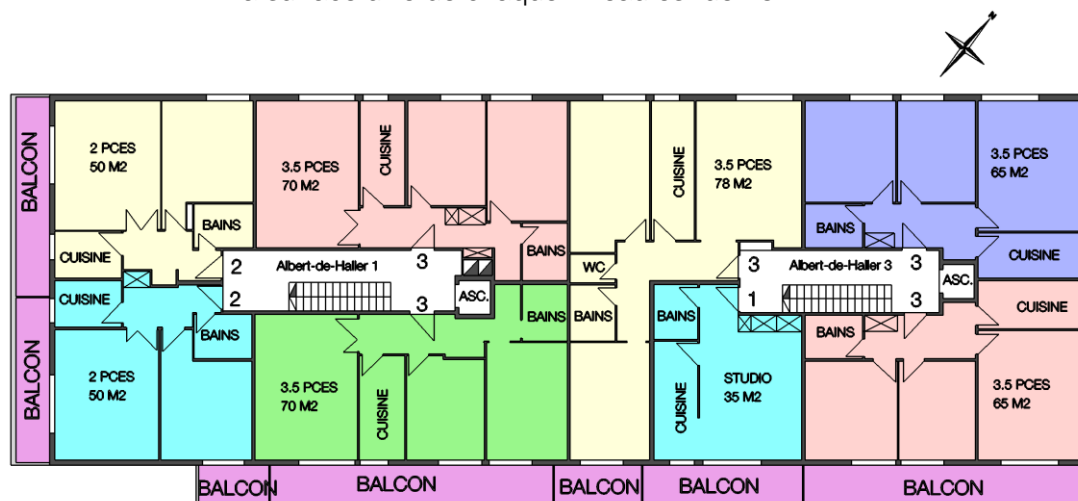 BALCON
2 PCES
50 M2
BAINS
CUISINE
3.5 PCES
70 M2
CUISINE
BAINS
CUISINE
3.5 PCES
78 M2
WC
BAINS
3.5 PCES
65 M2
BAINS
CUISINE
2
Albert-de-Haller 1
3
2
3
ASC.
3
Albert-de-Haller 3
3
1
3
ASC.
BALCON
CUISINE
BAINS
2 PCES
50 M2
BAINS
3.5 PCES
70 M2
CUISINE
BAINS
CUISINE
STUDIO
35 M2
CUISINE
BAINS
3.5 PCES
65 M2
BALCON
BALCON
BALCON
BALCON
BALCON